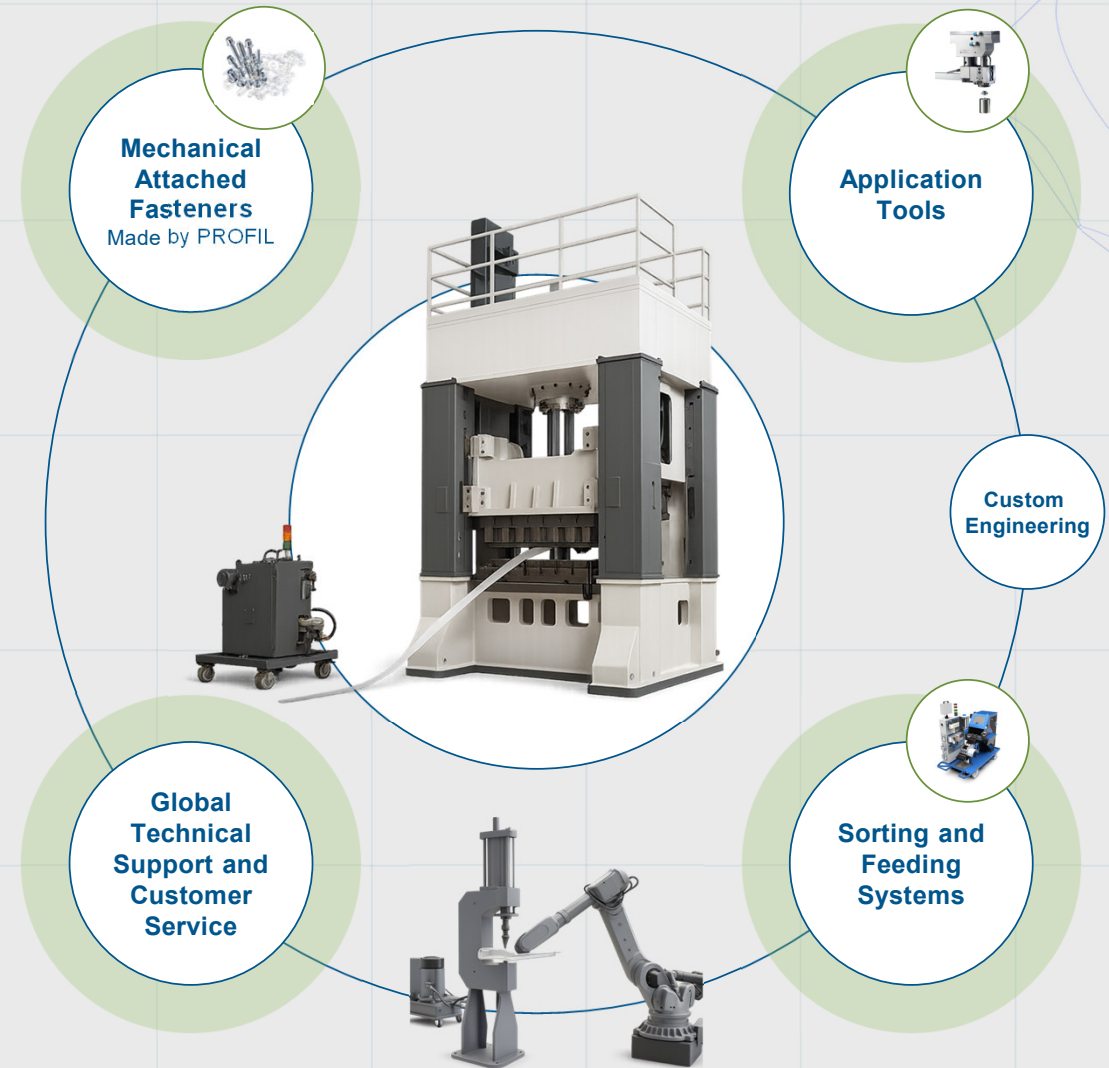 Mechanical
Attached
Fasteners
Made by PROFIL
Application
Tools
Custom
Engineering
Global
Technical
Support and
Customer
Service
Sorting and
Feeding
Systems